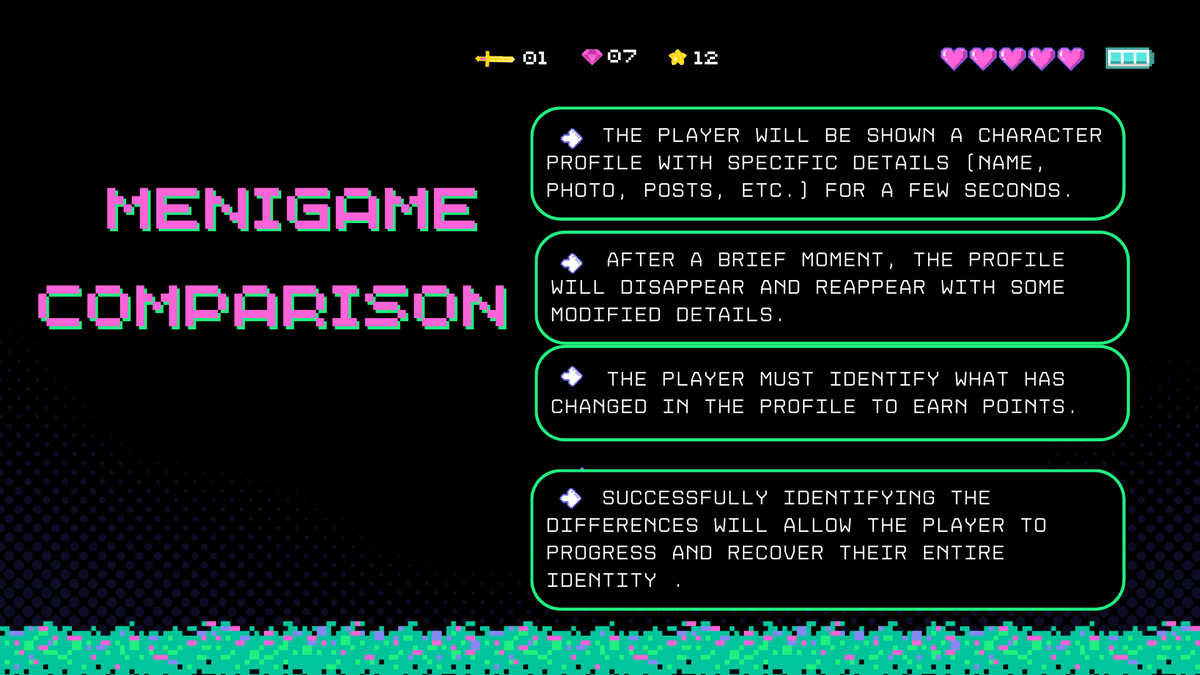 01 07 12
MENIGAME
COMPARISON
THE PLAYER WILL BE SHOWN A CHARACTER
PROFILE WITH SPECIFIC DETAILS (NAME,
PHOTO, POSTS, ETC.) FOR A FEW SECONDS.
AFTER A BRIEF MOMENT, THE PROFILE
WILL DISAPPEAR AND REAPPEAR WITH SOME
MODIFIED DETAILS.
THE PLAYER MUST IDENTIFY WHAT HAS
CHANGED IN THE PROFILE TO EARN POINTS.
SUCCESSFULLY IDENTIFYING THE
DIFFERENCES WILL ALLOW THE PLAYER TO
PROGRESS AND RECOVER THEIR ENTIRE
IDENTITY .